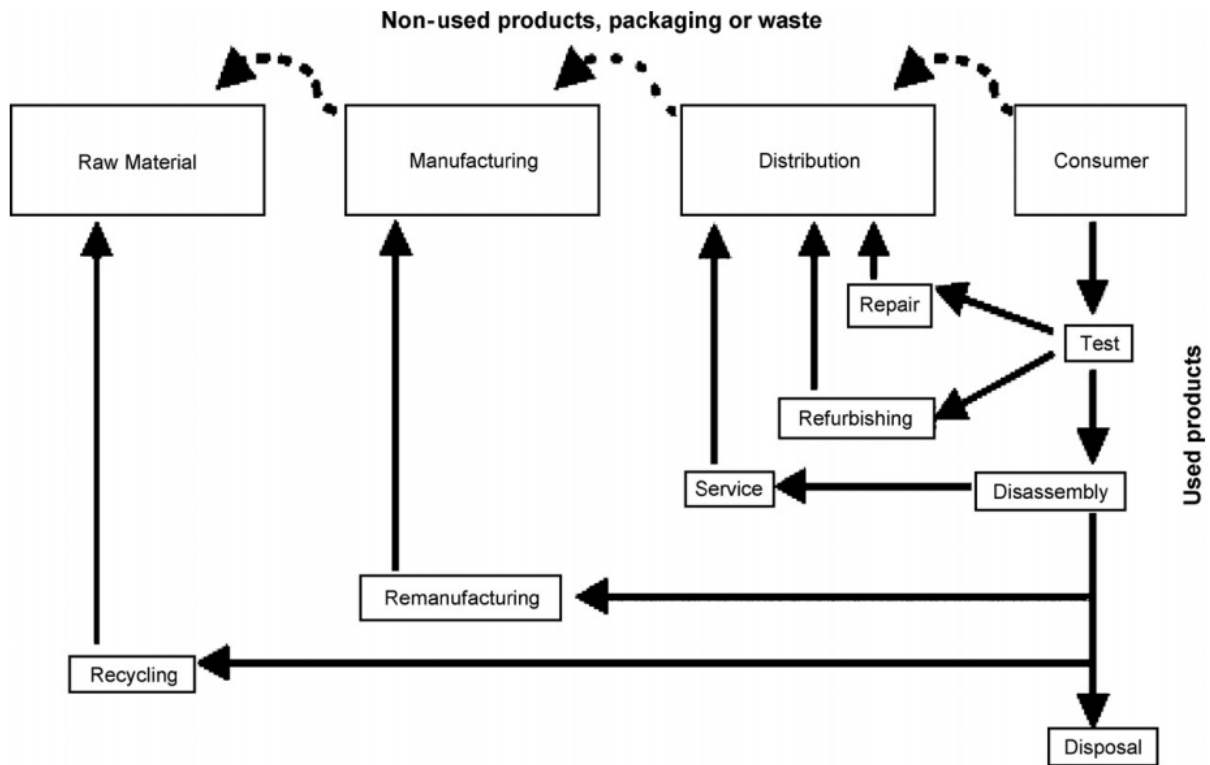 Non-used products, packaging or waste
Raw Material
Manufacturing
Distribution
Consumer
Repair
Test
Refurbishing
Service
Disassembly
Used products
Remanufacturing
Recycling
Disposal